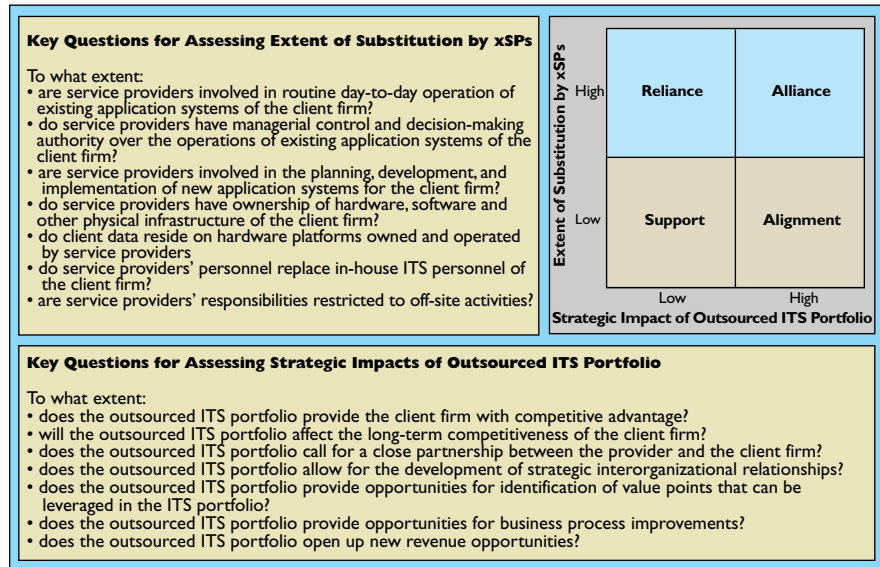 Key Questions for Assessing Extent of Substitution by xSPs
To what extent:
• are service providers involved in routine day-to-day operation of
existing application systems of the client firm?
• do service providers have managerial control and decision-making
authority over the operations of existing application systems of the
client firm?
• are service providers involved in the planning, development, and
implementation of new application systems for the client firm?
• do service providers have ownership of hardware, software and
other physical infrastructure of the client firm?
• do client data reside on hardware platforms owned and operated
by service providers
• do service providers' personnel replace in-house ITS personnel of
the client firm?
• are service providers' responsibilities restricted to off-site activities?
Extent of Substitution by xSPs
High
Reliance
Alliance
Low
Support
Alignment
Low
High
Strategic Impact of Outsourced ITS Portfolio
Key Questions for Assessing Strategic Impacts of Outsourced ITS Portfolio
To what extent:
• does the outsourced ITS portfolio provide the client firm with competitive advantage?
• will the outsourced ITS portfolio affect the long-term competitiveness of the client firm?
• does the outsourced ITS portfolio call for a close partnership between the provider and the client firm?
• does the outsourced ITS portfolio allow for the development of strategic interorganizational relationships?
• does the outsourced ITS portfolio provide opportunities for identification of value points that can be
leveraged in the ITS portfolio?
• does the outsourced ITS portfolio provide opportunities for business process improvements?
• does the outsourced ITS portfolio open up new revenue opportunities?